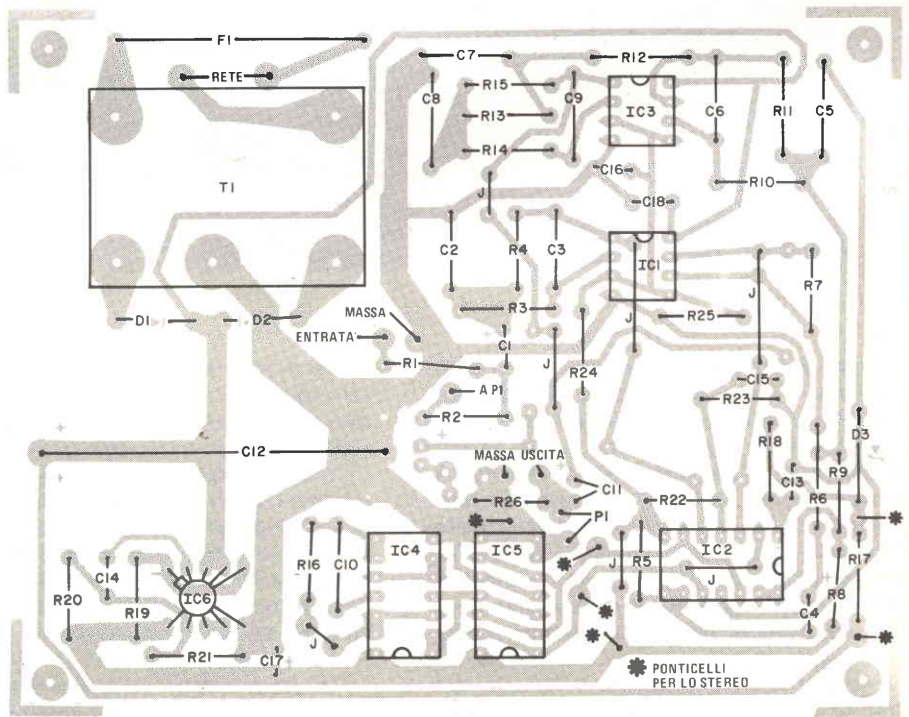 F1
C7
R12
RETE
C8
R15
C9
IC3
C6
R11
C5
R13
R14
T1
C16
R10
J
C18
C2
R4
C3
IC1
R7
J
J
R3
R25
D1
D2
MASSA
ENTRATA
C1
J
R24
R1
AP1
C15
R23
R2
R18
D3
C12
MASSA USCITA
C13
R6
R9
C11
R26
R22
P1
IC4
IC5
IC2
R16
C10
J
R5
J
R17
R20
C14
R19
IC6
C4
R8
J
R21
C17
PONTICELLI
PER LO STEREO